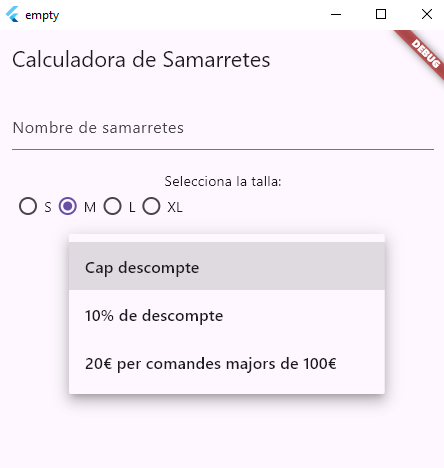 empty
Calculadora de Samarretes
DEBUG
Nombre de samarretes
Selecciona la talla:
S M L XL
Cap descompte
10% de descompte
20€ per comandes majors de 100€